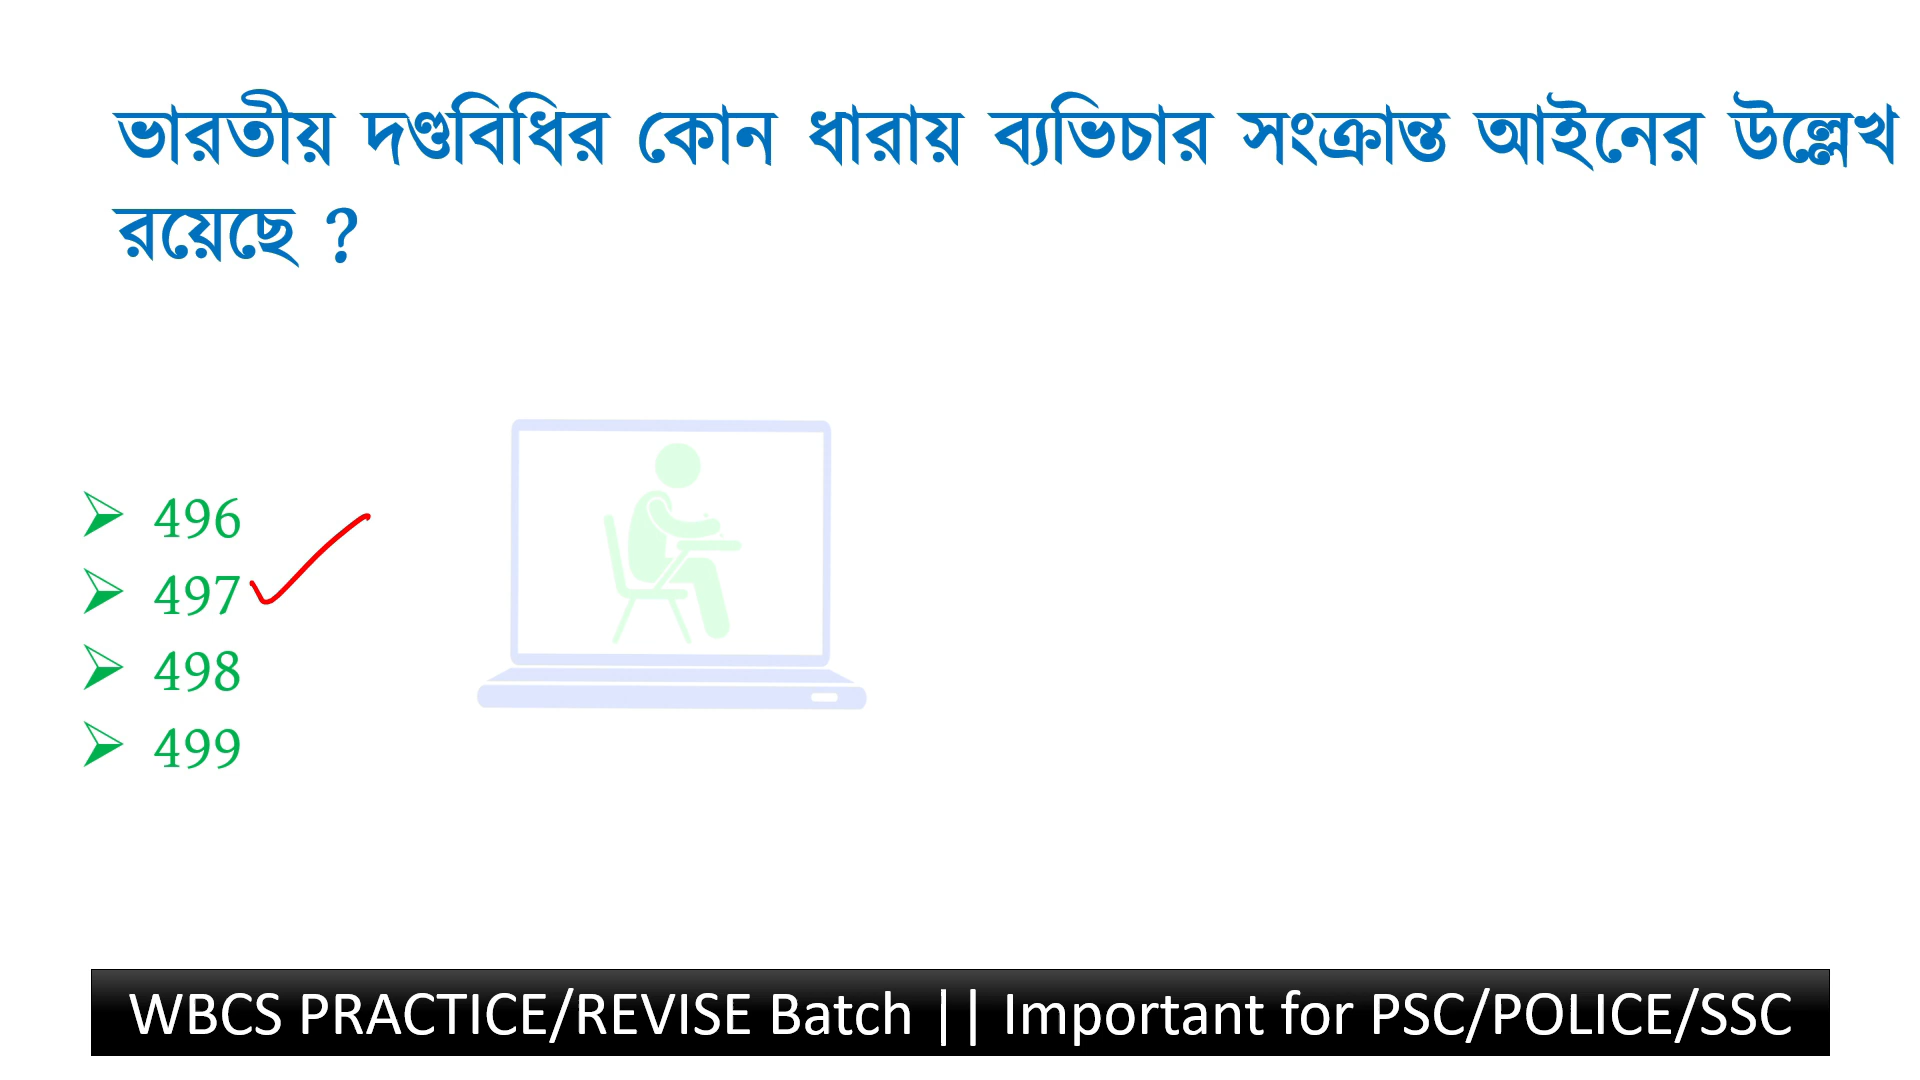 ভারতীয় দণ্ডবিধির কোন ধারায় ব্যভিচার সংক্রান্ত আইনের উল্লেখ
রয়েছে ?
496
497
498
499
WBCS PRACTICE/REVISE Batch || Important for PSC/POLICE/SSC